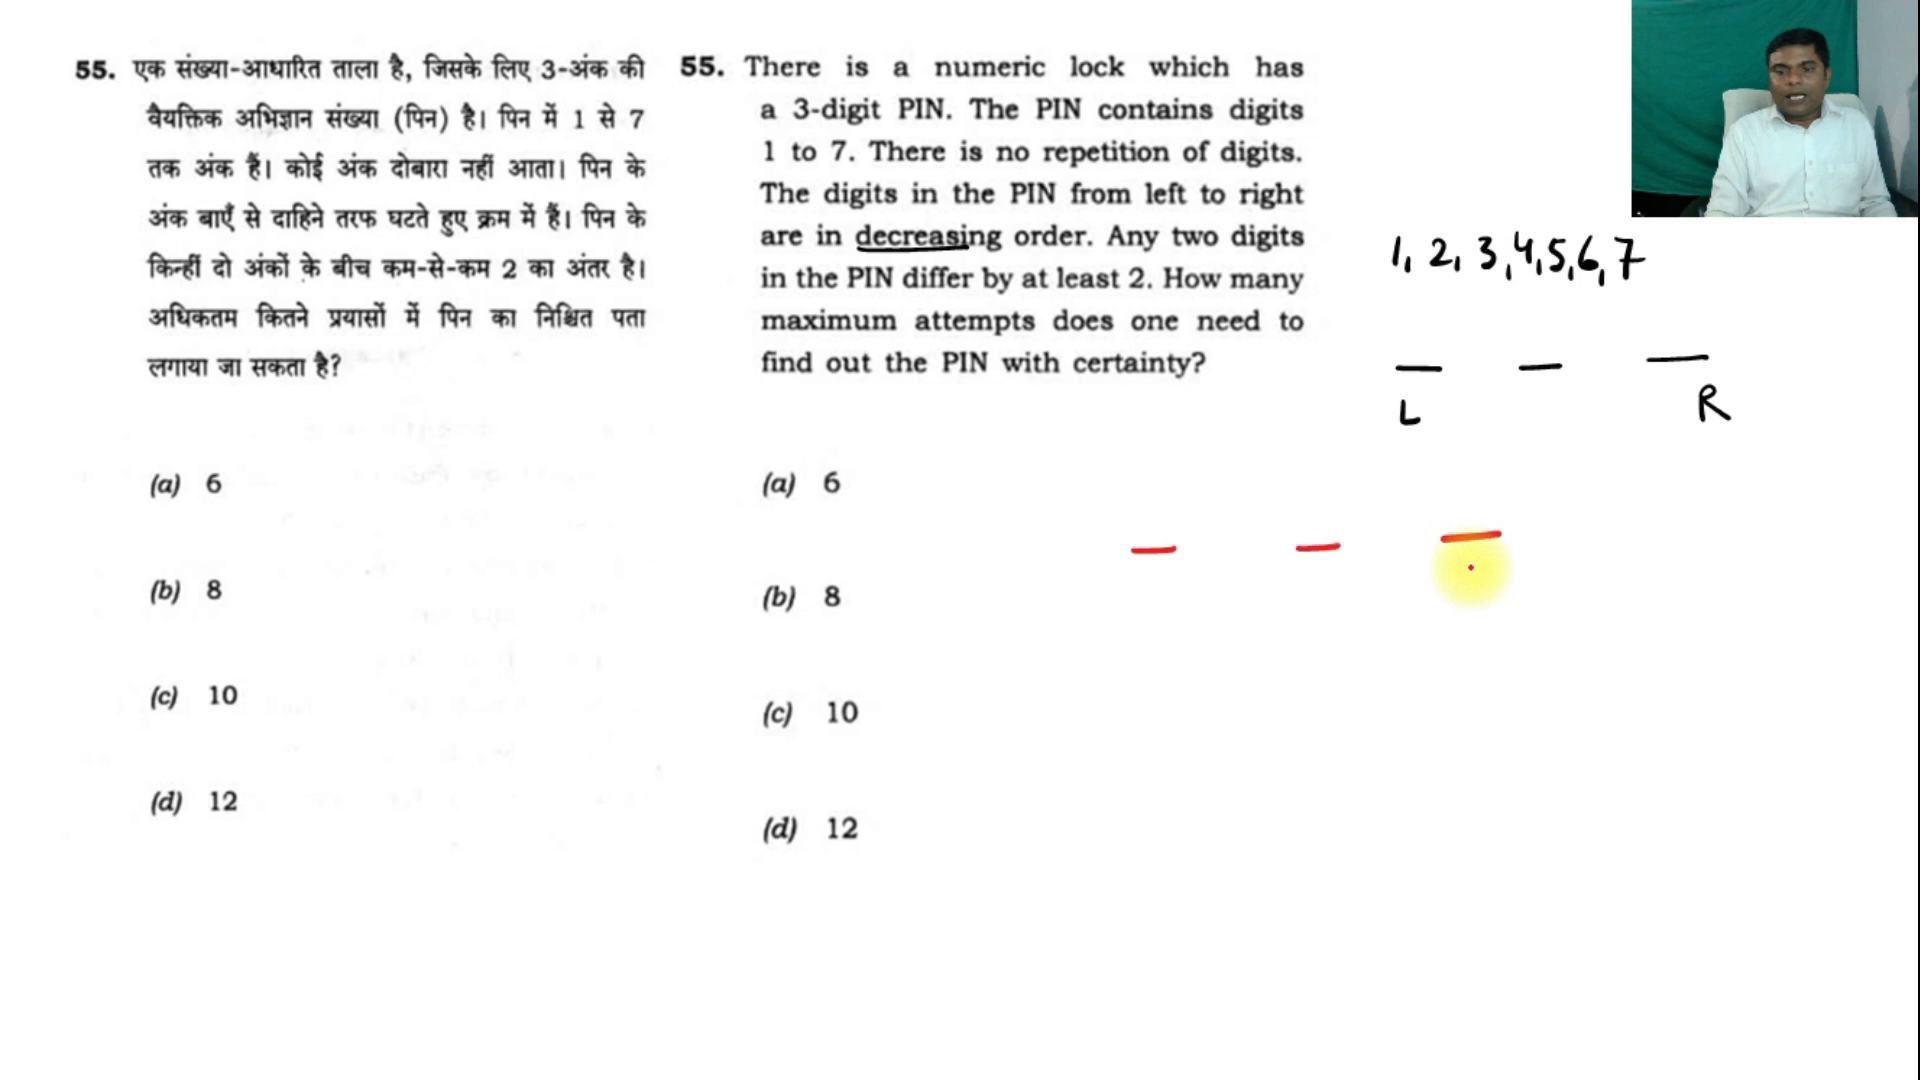 55. एक संख्या-आधारित ताला है, जिसके लिए 3-अंक की
वैयक्तिक अभिज्ञान संख्या (पिन) है। पिन में 1 से 7
तक अंक हैं। कोई अंक दोबारा नहीं आता। पिन के
अंक बाएँ से दाहिने तरफ घटते हुए क्रम में हैं। पिन के
किन्हीं दो अंकों के बीच कम-से-कम 2 का अंतर है।
अधिकतम कितने प्रयासों में पिन का निश्चित पता
लगाया जा सकता है?
(a) 6
(b) 8
(c) 10
(d) 12
55. There is a numeric lock which has
a 3-digit PIN. The PIN contains digits
1 to 7. There is no repetition of digits.
The digits in the PIN from left to right
are in decreasing order. Any two digits
in the PIN differ by at least 2. How many
maximum attempts does one need to
find out the PIN with certainty?
(a) 6
(b) 8
(c) 10
(d) 12
1, 2, 3, 4, 5, 6, 7
L R